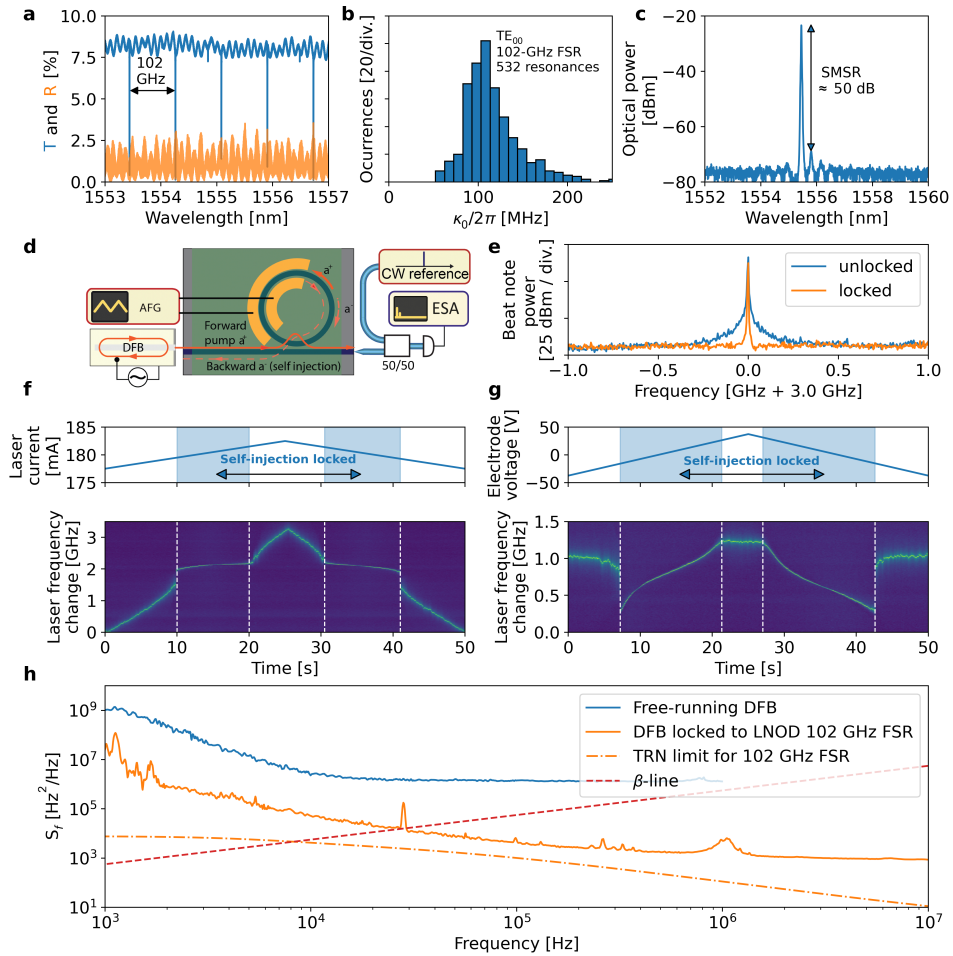 a
10.0
7.5
5.0
2.5
0.0
T and R [%]
102
GHz
1553
1554
1555
1556
1557
Wavelength [nm]
b
Ocurrences [20/div.]
TE00
102-GHz FSR
532 resonances
0
100
200
κ0/2π [MHz]
c
−20
−40
−60
−80
Optical power
[dBm]
SMSR
≈ 50 dB
1552
1554
1556
1558
1560
Wavelength [nm]
d
AFG
DFB
Forward
pump a+
Backward a- (self injection)
a+
a-
CW reference
ESA
50/50
e
Beat note
power
[25 dBm / div.]
unlocked
locked
−1.0
−0.5
0.0
0.5
1.0
Frequency [GHz + 3.0 GHz]
f
185
180
175
Laser
current
[mA]
Self-injection locked
3
2
1
0
Laser frequency
change [GHz]
0
10
20
30
40
50
Time [s]
g
50
0
−50
Elecltrode
voltage [V]
Self-injection locked
1.5
1.0
0.5
0.0
Laser frequency
change [GHz]
0
10
20
30
40
50
Time [s]
h
10^9
10^7
10^5
10^3
10^1
S_f [Hz²/Hz]
Free-running DFB
DFB locked to LNOD 102 GHz FSR
TRN limit for 102 GHz FSR
β-line
10^3
10^4
10^5
10^6
10^7
Frequency [Hz]